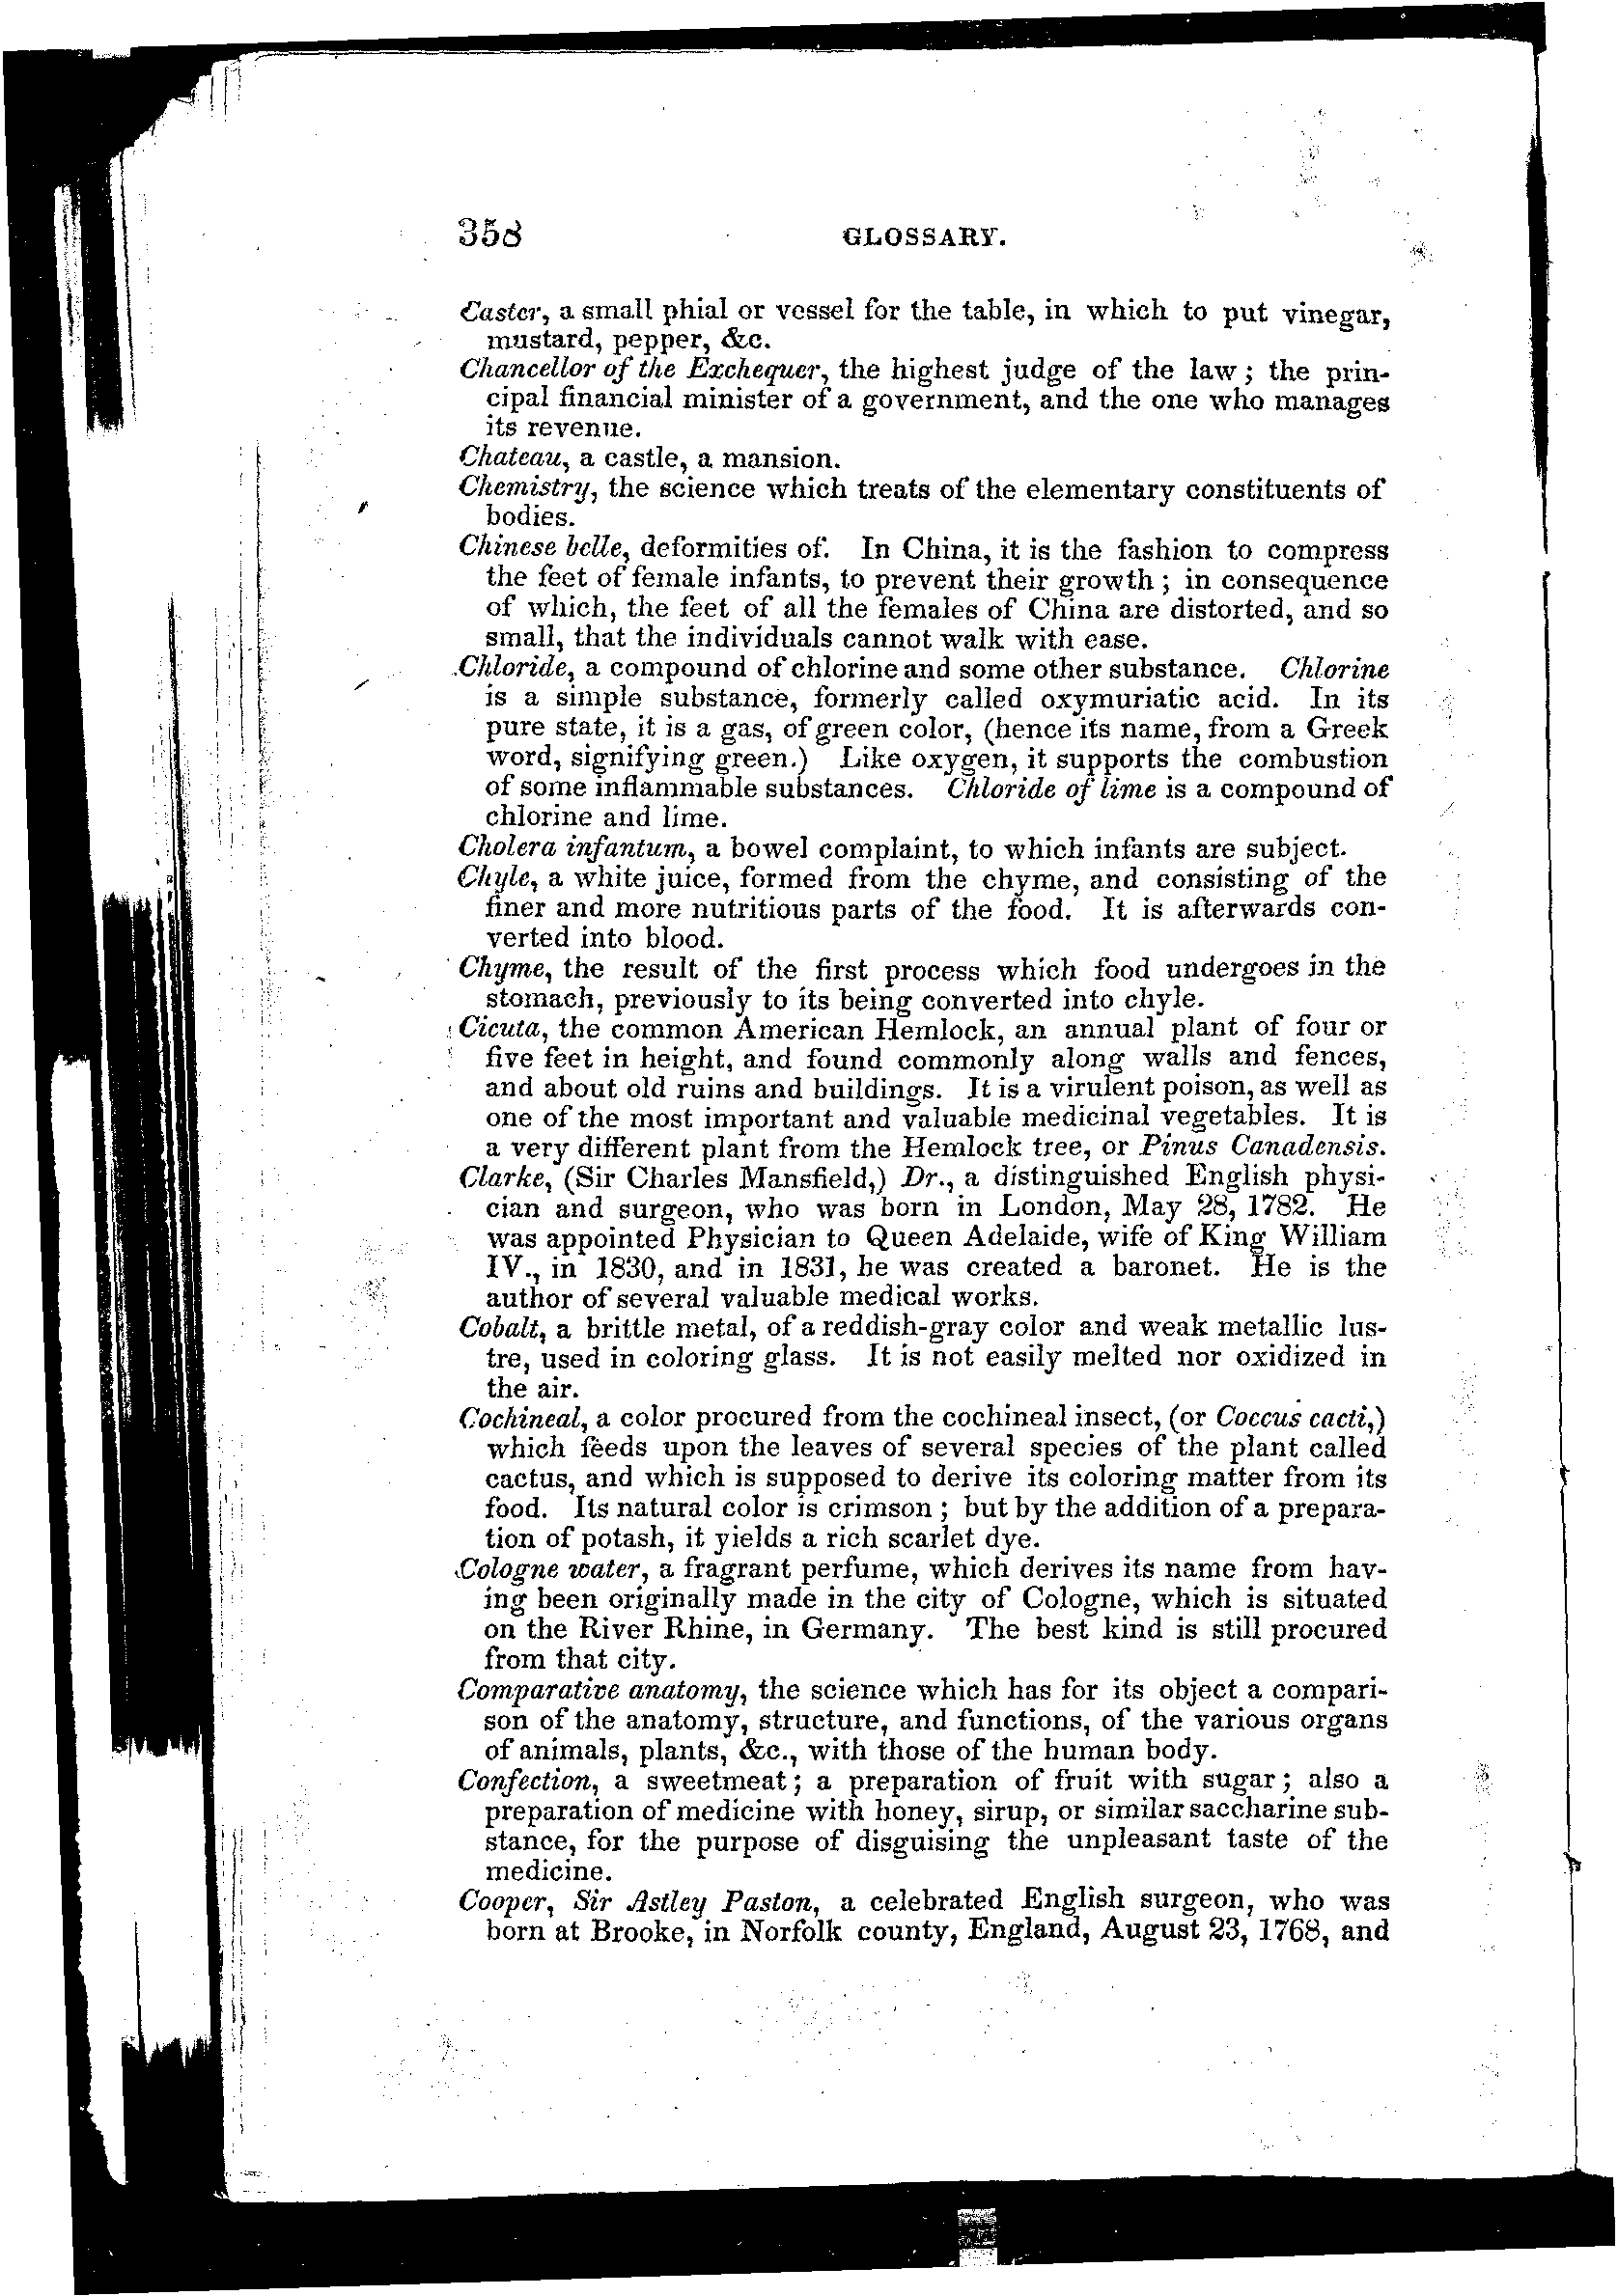 358 GLOSSARY.
Caster, a small phial or vessel for the table, in which to put vinegar,
mustard, pepper, &c.
Chancellor of the Exchequer, the highest judge of the law; the prin-
cipal financial minister of a government, and the one who manages
its revenue.
Chateau, a castle, a mansion.
Chemistry, the science which treats of the elementary constituents of
bodies.
Chinese belle, deformities of. In China, it is the fashion to compress
the feet of female infants, to prevent their growth; in consequence
of which, the feet of all the females of China are distorted, and so
small, that the individuals cannot walk with ease.
Chloride, a compound of chlorine and some other substance. Chlorine
is a simple substance, formerly called oxymuriatic acid. In its
pure state, it is a gas, of green color, (hence its name, from a Greek
word, signifying green.) Like oxygen, it supports the combustion
of some inflammable substances. Chloride of lime is a compound of
chlorine and lime.
Cholera infantum, a bowel complaint, to which infants are subject.
Chyle, a white juice, formed from the chyme, and consisting of the
finer and more nutritious parts of the food. It is afterwards con-
verted into blood.
Chyme, the result of the first process which food undergoes in the
stomach, previously to its being converted into chyle.
Cicuta, the common American Hemlock, an annual plant of four or
five feet in height, and found commonly along walls and fences,
and about old ruins and buildings. It is a virulent poison, as well as
one of the most important and valuable medicinal vegetables. It is
a very different plant from the Hemlock tree, or Pinus Canadensis.
Clarke, (Sir Charles Mansfield,) Dr., a distinguished English physi-
cian and surgeon, who was born in London, May 28, 1782. He
was appointed Physician to Queen Adelaide, wife of King William
IV., in 1830, and in 1831, he was created a baronet. He is the
author of several valuable medical works.
Cobalt, a brittle metal, of a reddish-gray color and weak metallic lus-
tre, used in coloring glass. It is not easily melted nor oxidized in
the air.
Cochineal, a color procured from the cochineal insect, (or Coccus cacti,)
which feeds upon the leaves of several species of the plant called
cactus, and which is supposed to derive its coloring matter from its
food. Its natural color is crimson; but by the addition of a prepara-
tion of potash, it yields a rich scarlet dye.
Cologne water, a fragrant perfume, which derives its name from hav-
ing been originally made in the city of Cologne, which is situated
on the River Rhine, in Germany. The best kind is still procured
from that city.
Comparative anatomy, the science which has for its object a compari-
son of the anatomy, structure, and functions, of the various organs
of animals, plants, &c., with those of the human body.
Confection, a sweetmeat; a preparation of fruit with sugar; also a
preparation of medicine with honey, sirup, or similar saccharine sub-
stance, for the purpose of disguising the unpleasant taste of the
medicine.
Cooper, Sir Astley Paston, a celebrated English surgeon, who was
born at Brooke, in Norfolk county, England, August 23, 1768, and